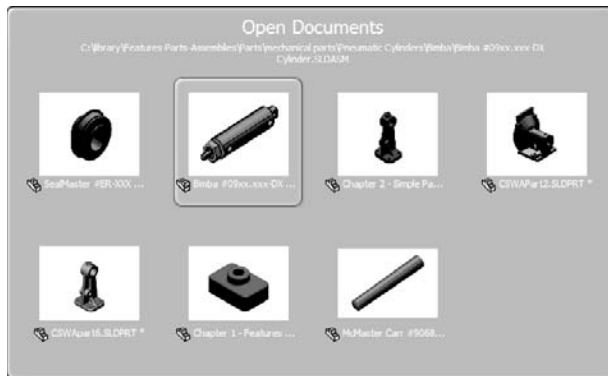 Open Documents
C:\library\Features Parts-Assemblies\Parts\mechanical parts\Pneumatic Cylinders\Bimba\Bimba #09xx.xxx-DX
Cylinder.SLDASM
SealMaster #ER-XXX ...
Bimba #09xx.xxx-DX ...
Chapter 2 - Simple Pa...
CSWAPart2.SLDPRT *
CSWApart6.SLDPRT *
Chapter 1 - Features ...
McMaster Carr #9068...